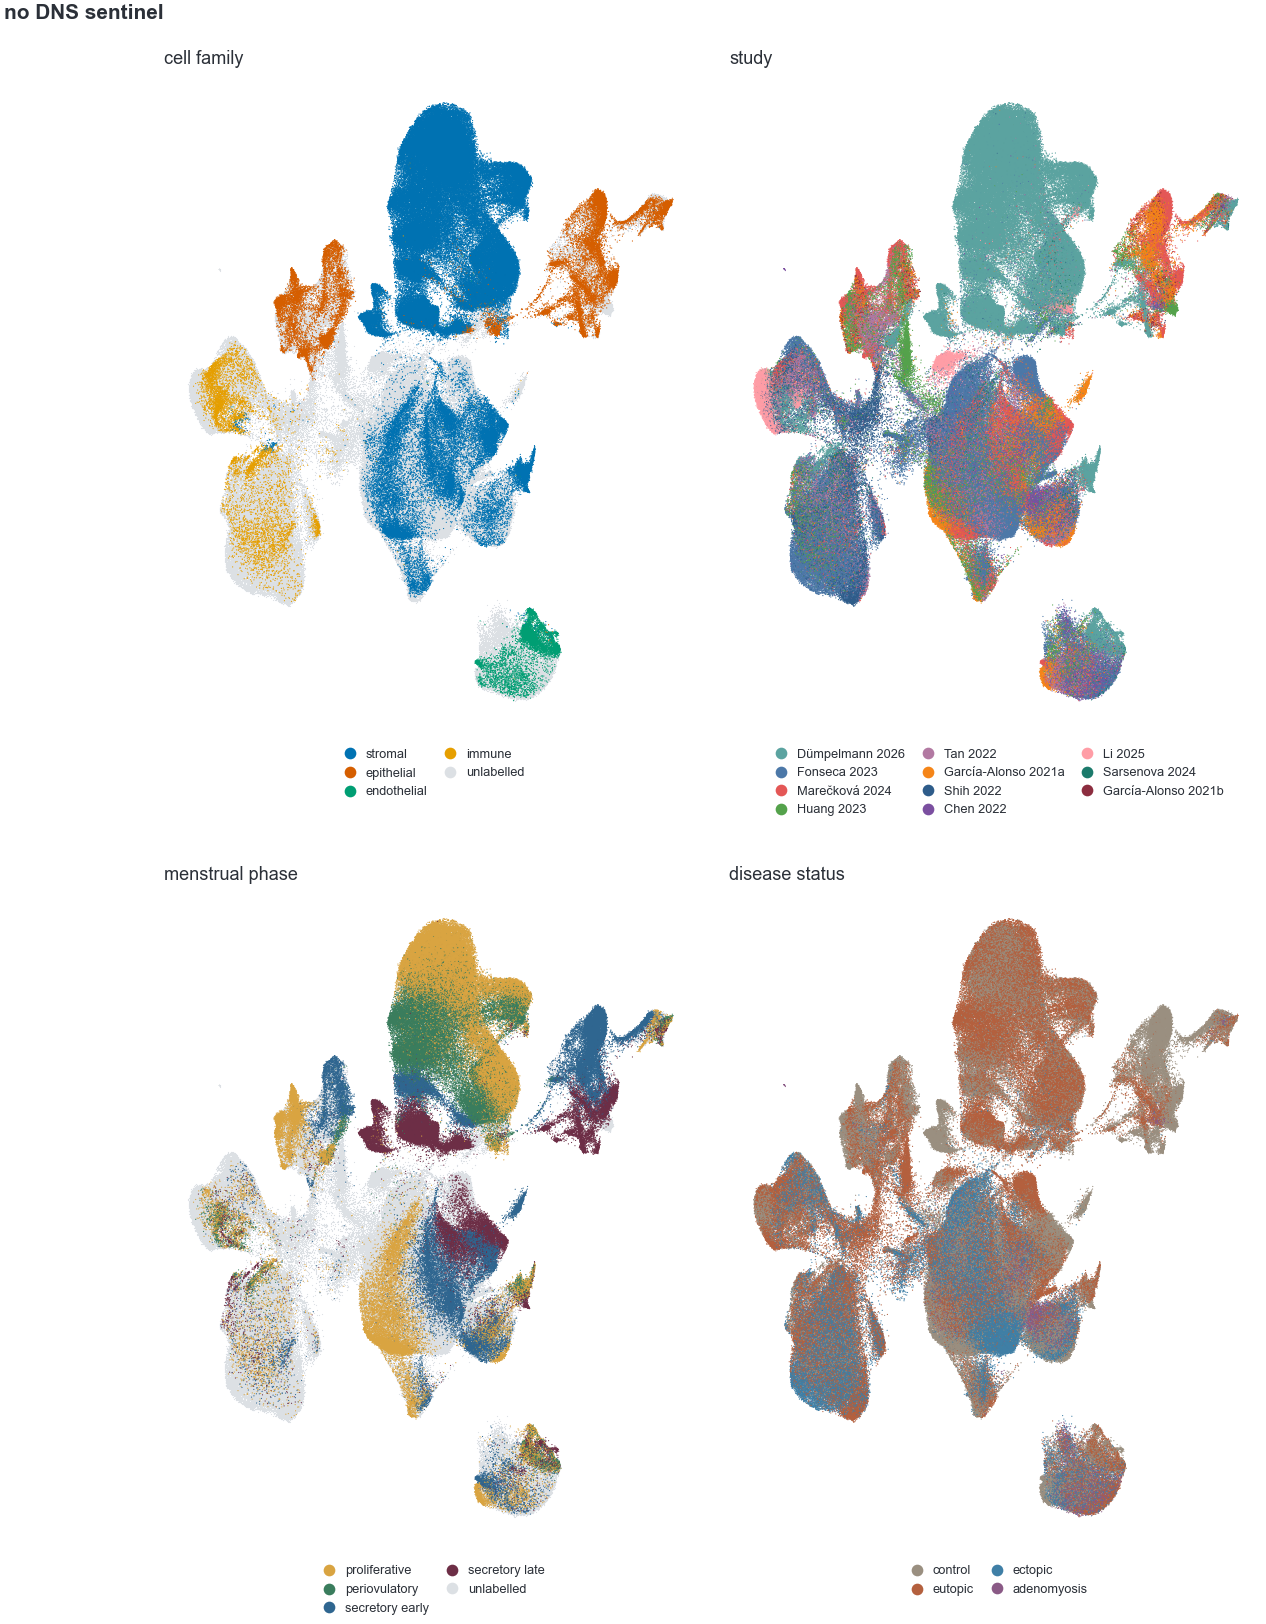 no DNS sentinel
cell family
study
stromal
epithelial
endothelial
immune
unlabelled
Dümpelmann 2026
Fonseca 2023
Marečková 2024
Huang 2023
Tan 2022
García-Alonso 2021a
Shih 2022
Chen 2022
Li 2025
Sarsenova 2024
García-Alonso 2021b
menstrual phase
disease status
proliferative
periovulatory
secretory early
secretory late
unlabelled
control
eutopic
ectopic
adenomyosis